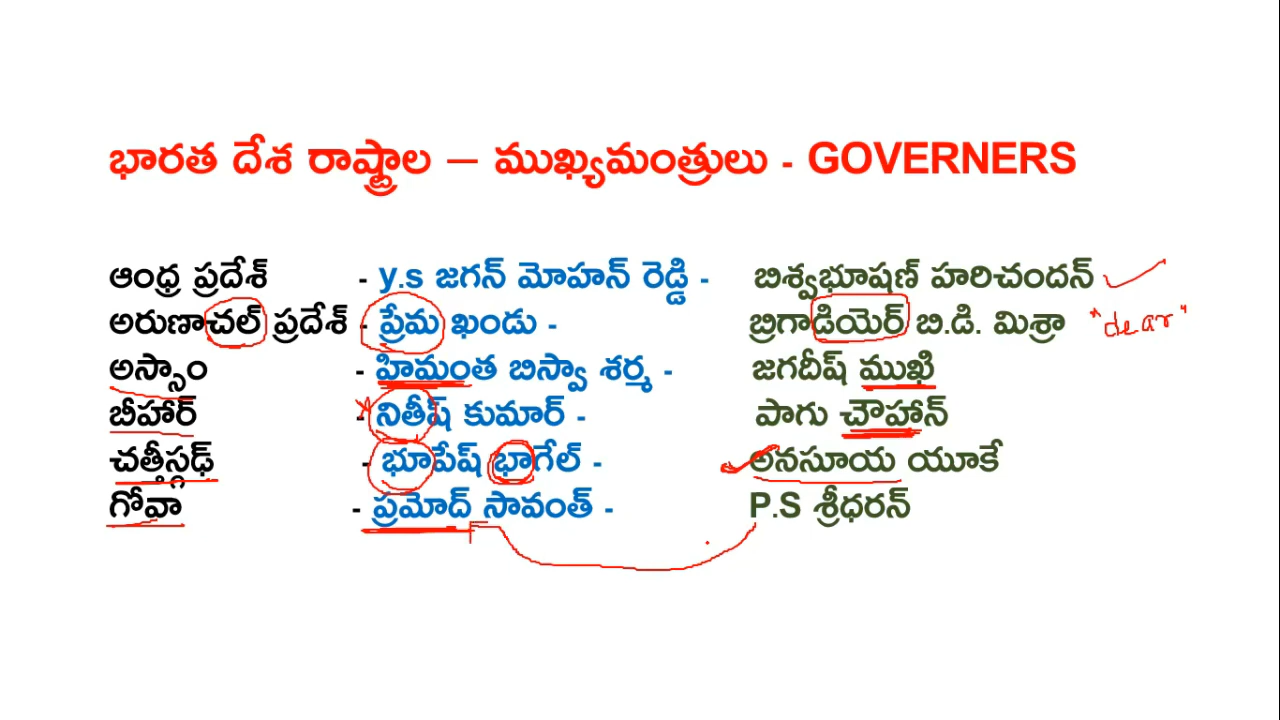 భారత దేశ రాష్ట్రాల – ముఖ్యమంత్రులు - GOVERNERS
ఆంధ్ర ప్రదేశ్ - y.s జగన్ మోహన్ రెడ్డి - బిశ్వభూషణ్ హరిచందన్
అరుణాచల్ ప్రదేశ్ - ప్రేమ ఖండు - బ్రిగాడియెర్ బి.డి. మిశ్రా "dear"
అస్సాం - హిమంత బిస్వా శర్మ - జగదీష్ ముఖి
బీహార్ - నితీష్ కుమార్ - పాగు చౌహాన్
చత్తీస్గఢ్ - భూపేష్ భాగేల్ - అనసూయ యూకే
గోవా - ప్రమోద్ సావంత్ - P.S శ్రీధరన్